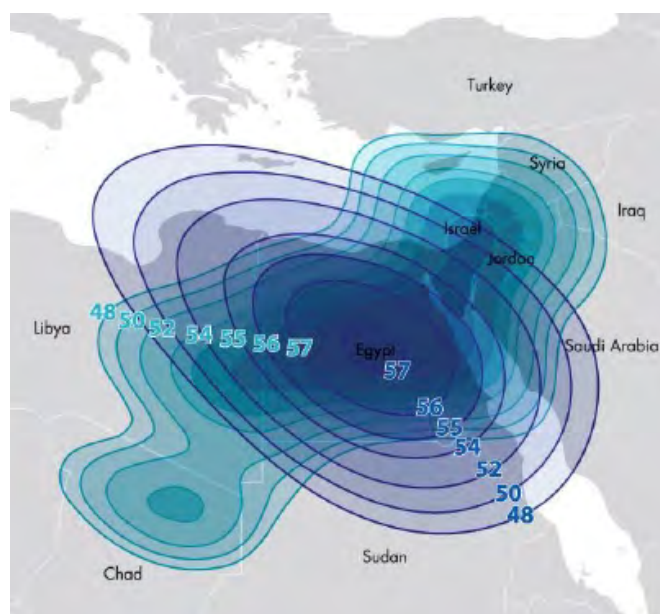 Turkey
Syria
Iraq
Israel
Jordan
Libya
48 50 52 54 55 56 57
Egypt
Saudi Arabia
57
56
55
54
52
50
48
Sudan
Chad